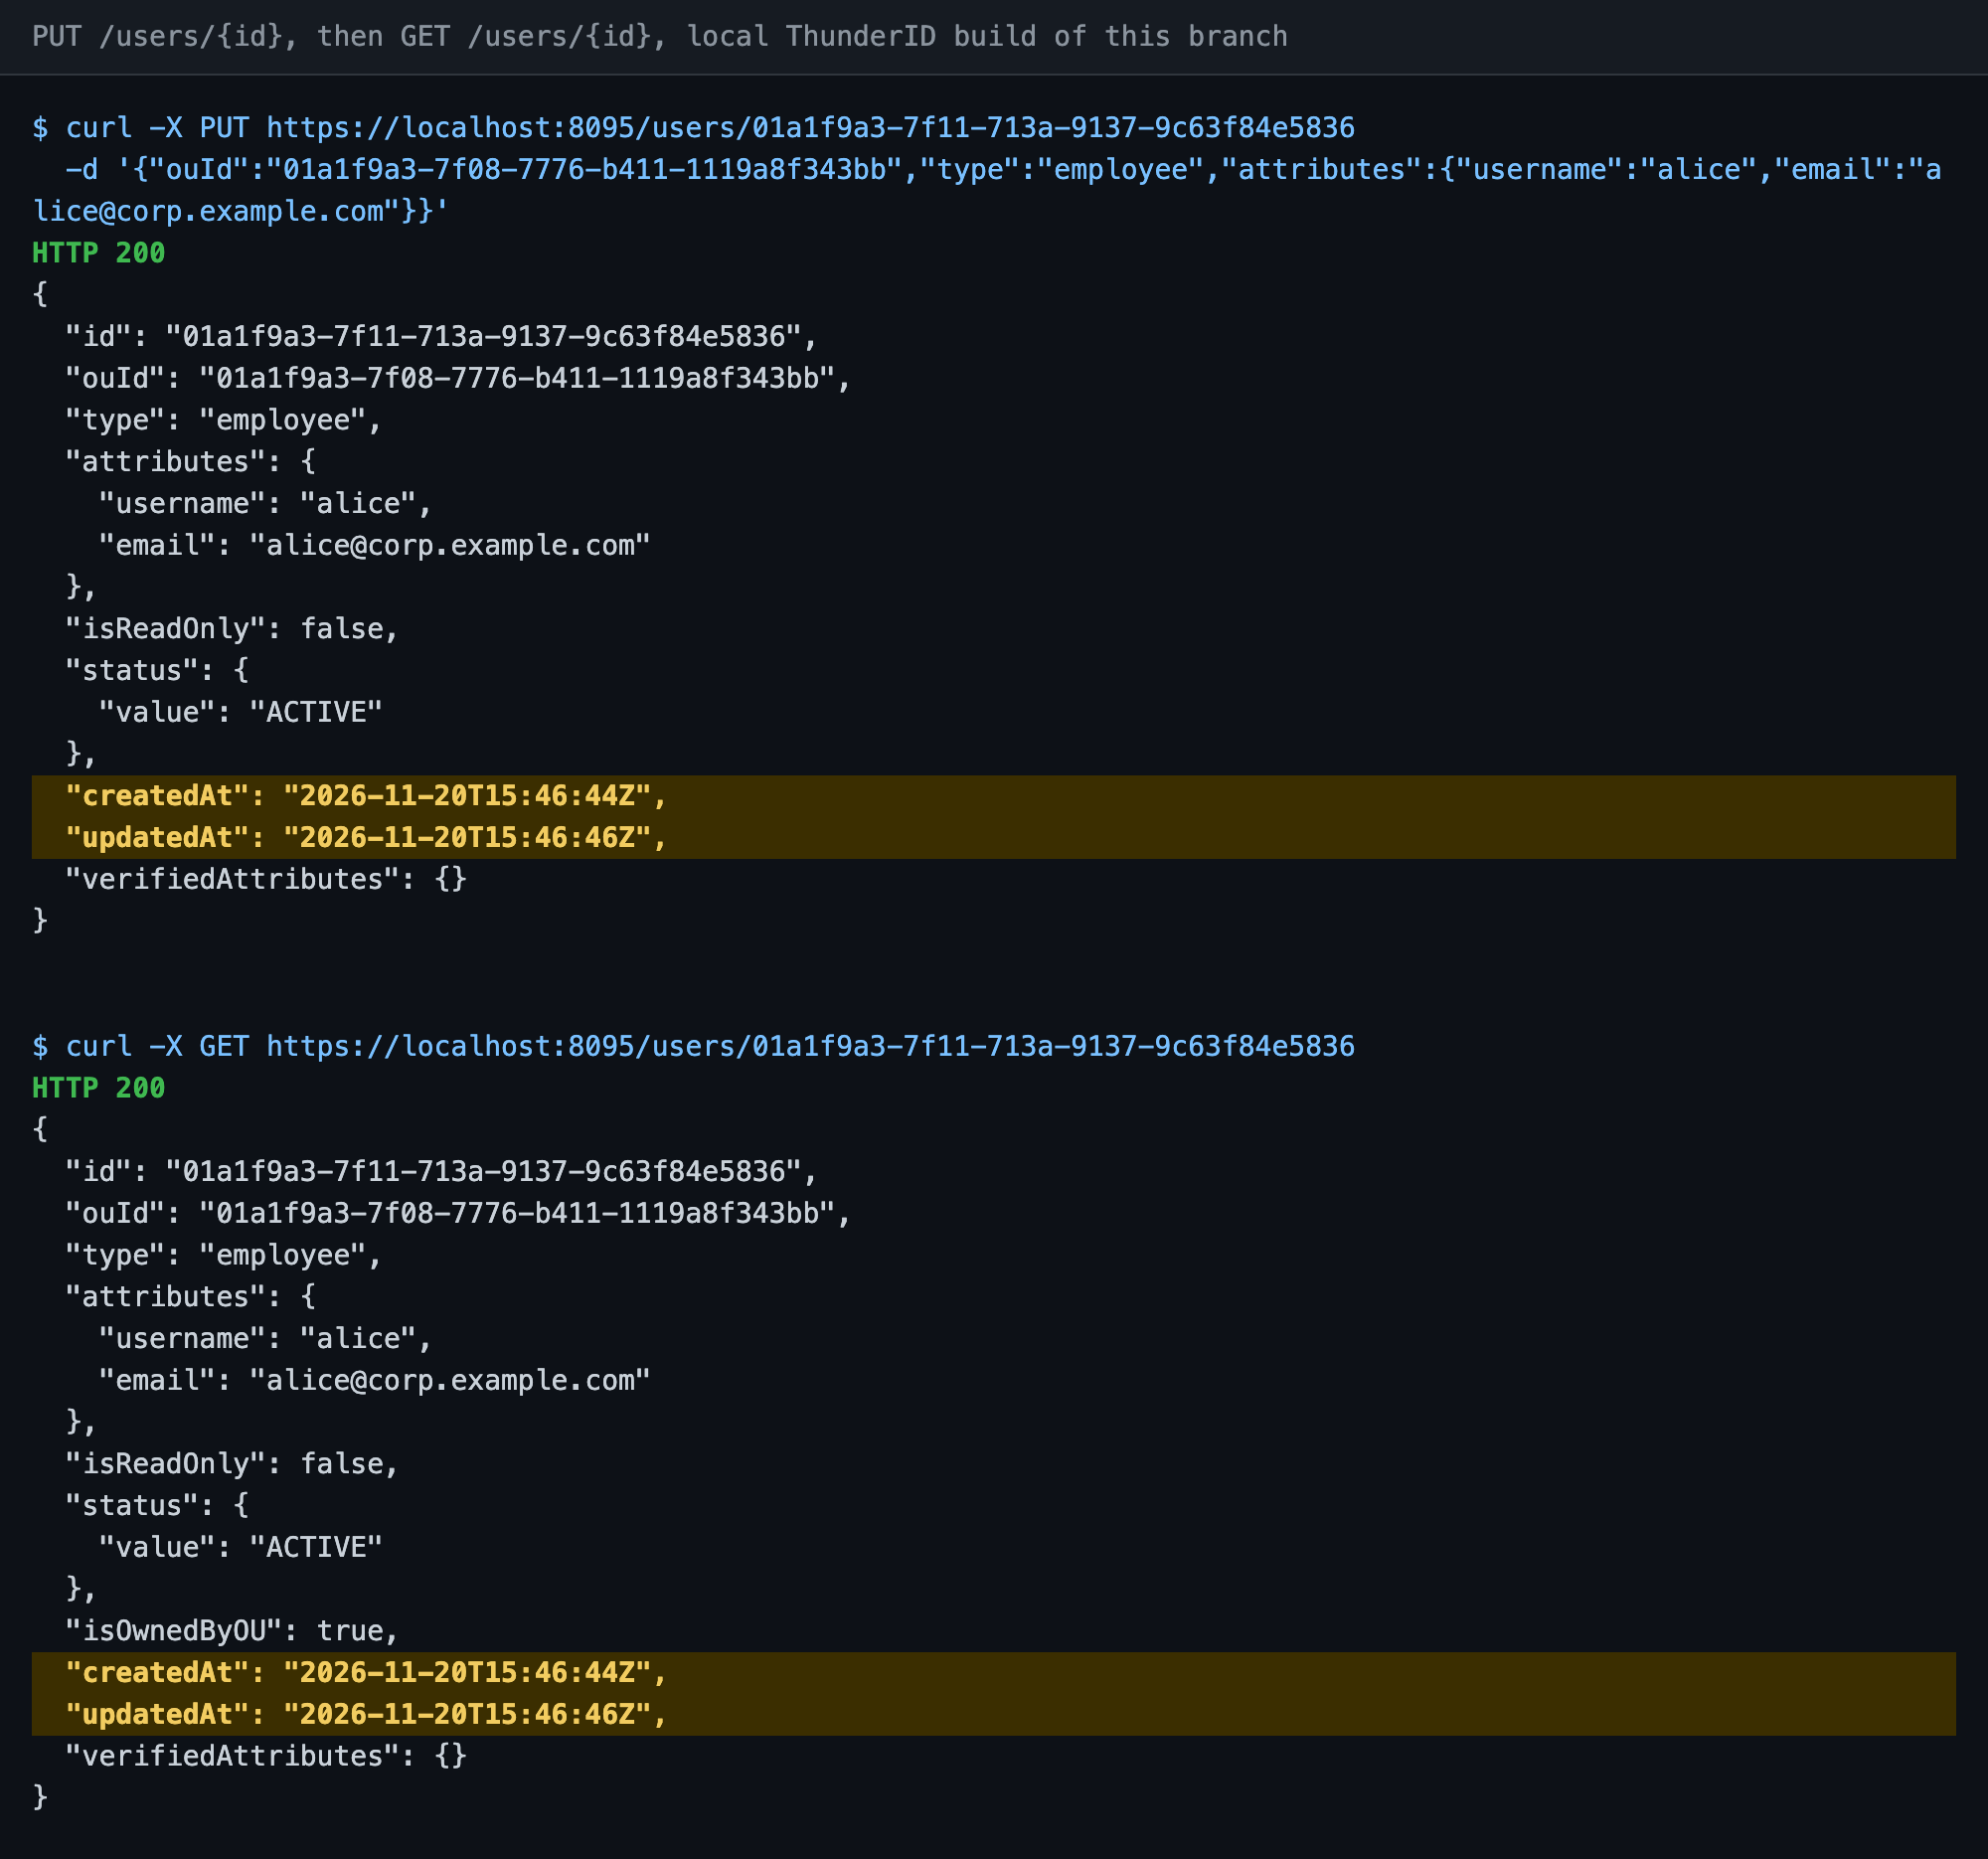 PUT /users/{id}, then GET /users/{id}, local ThunderID build of this branch
$ curl -X PUT https://localhost:8095/users/01a1f9a3-7f11-713a-9137-9c63f84e5836
  -d '{"ouId":"01a1f9a3-7f08-7776-b411-1119a8f343bb","type":"employee","attributes":{"username":"alice","email":"a
lice@corp.example.com"}}'
HTTP 200
{
  "id": "01a1f9a3-7f11-713a-9137-9c63f84e5836",
  "ouId": "01a1f9a3-7f08-7776-b411-1119a8f343bb",
  "type": "employee",
  "attributes": {
    "username": "alice",
    "email": "alice@corp.example.com"
  },
  "isReadOnly": false,
  "status": {
    "value": "ACTIVE"
  },
  "createdAt": "2026-11-20T15:46:44Z",
  "updatedAt": "2026-11-20T15:46:46Z",
  "verifiedAttributes": {}
}
$ curl -X GET https://localhost:8095/users/01a1f9a3-7f11-713a-9137-9c63f84e5836
HTTP 200
{
  "id": "01a1f9a3-7f11-713a-9137-9c63f84e5836",
  "ouId": "01a1f9a3-7f08-7776-b411-1119a8f343bb",
  "type": "employee",
  "attributes": {
    "username": "alice",
    "email": "alice@corp.example.com"
  },
  "isReadOnly": false,
  "status": {
    "value": "ACTIVE"
  },
  "isOwnedByOU": true,
  "createdAt": "2026-11-20T15:46:44Z",
  "updatedAt": "2026-11-20T15:46:46Z",
  "verifiedAttributes": {}
}